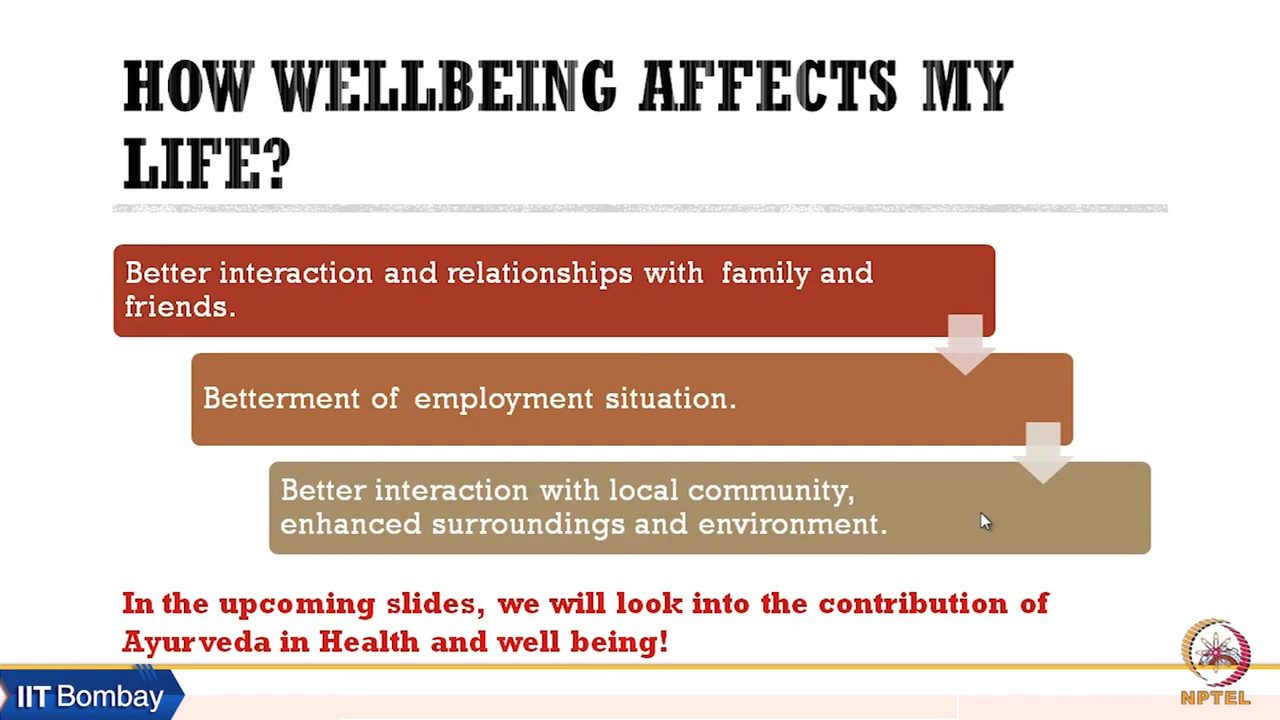 HOW WELLBEING AFFECTS MY
LIFE?
Better interaction and relationships with family and
friends.
Betterment of employment situation.
Better interaction with local community,
enhanced surroundings and environment.
In the upcoming slides, we will look into the contribution of
Ayurveda in Health and well being!
IIT Bombay
NPTEL